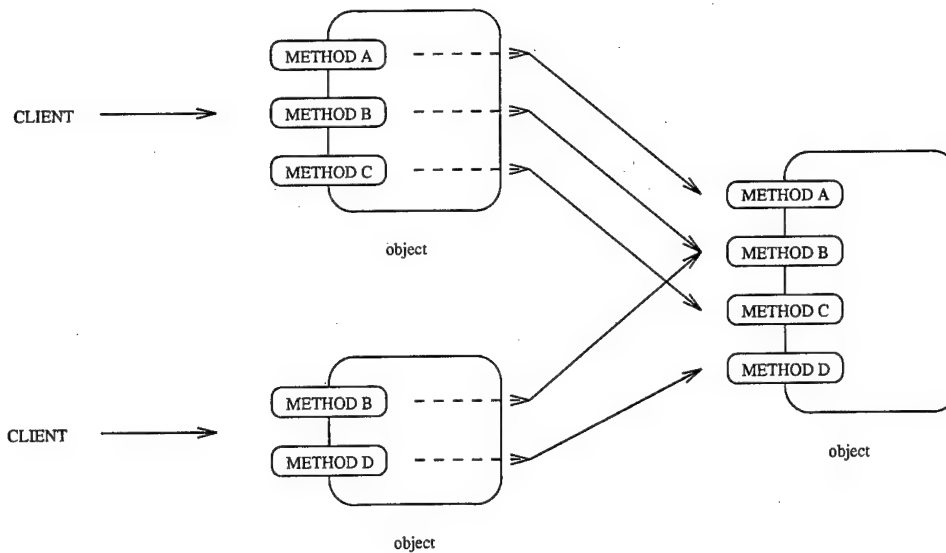 METHOD A
CLIENT
METHOD B
METHOD C
object
METHOD A
METHOD B
METHOD C
METHOD D
object
CLIENT
METHOD B
METHOD D
object